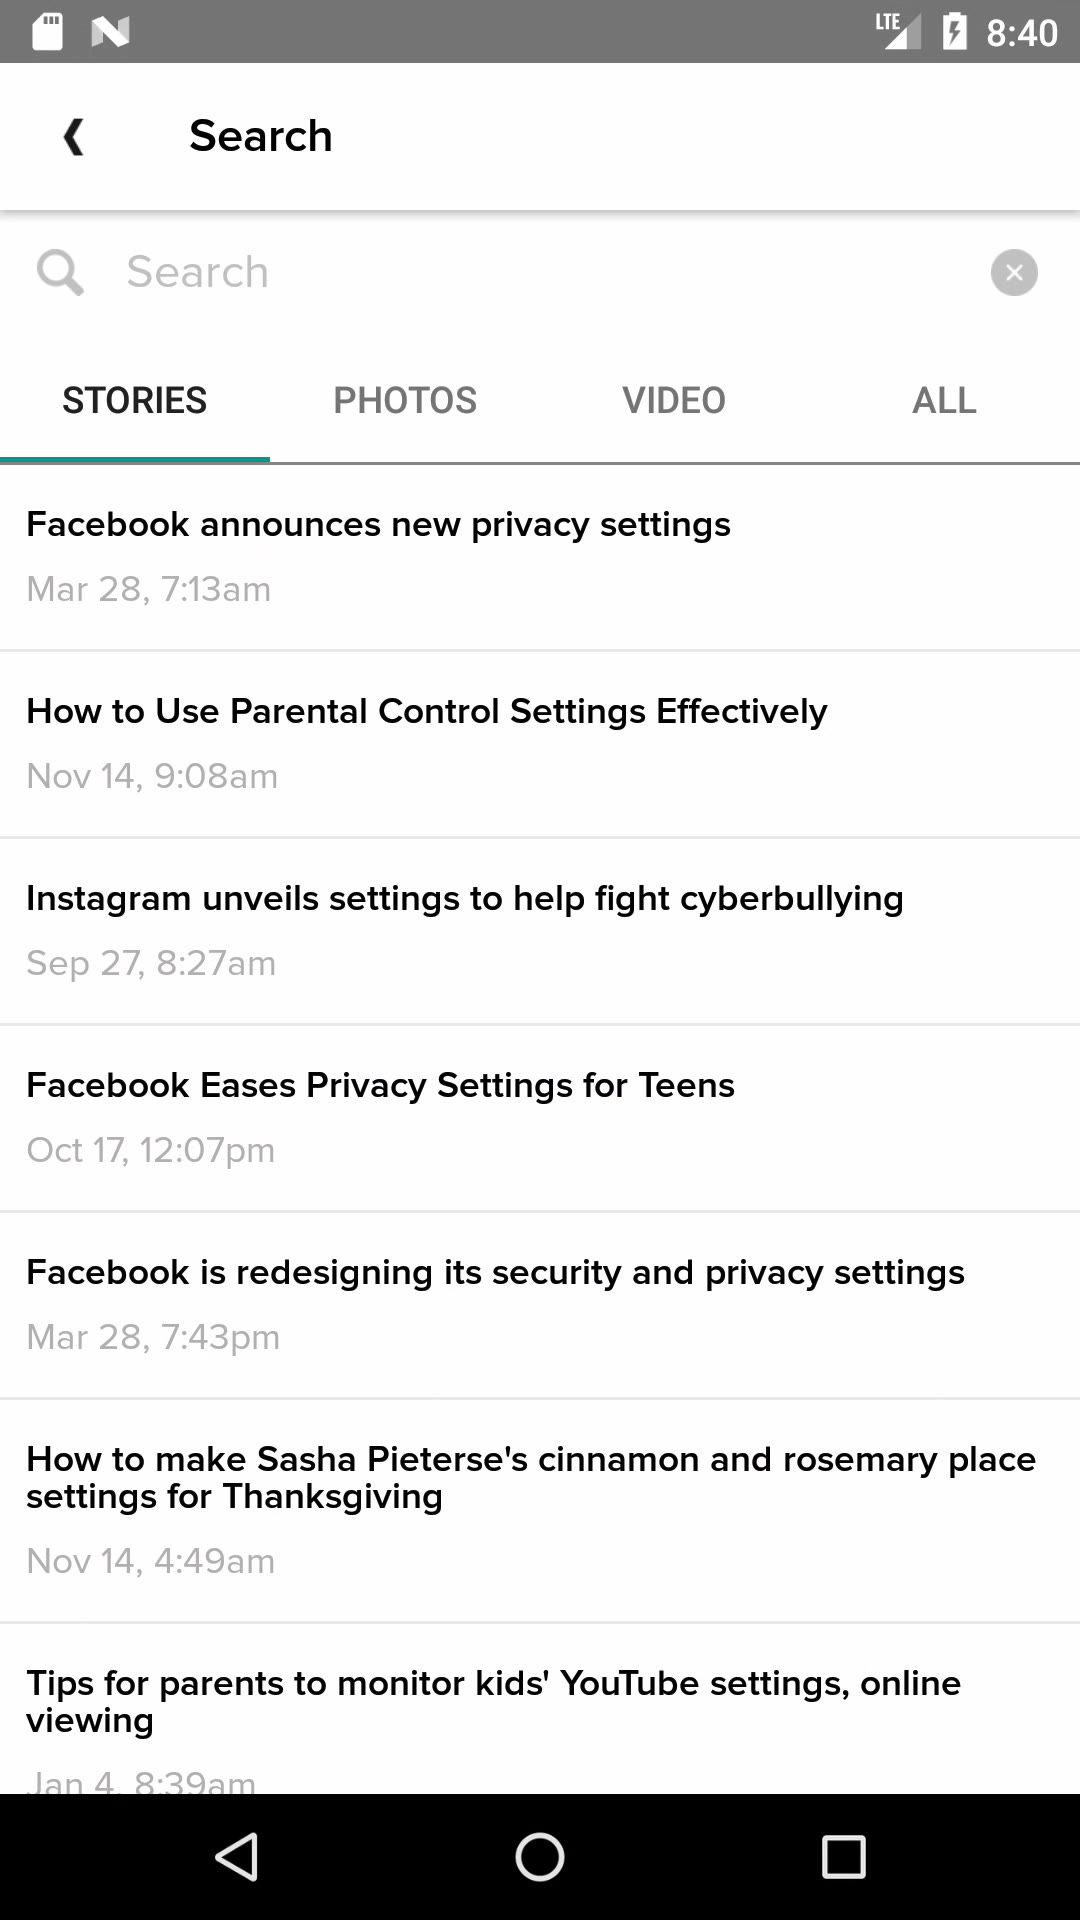 LTE 8:40
Search
Search
STORIES PHOTOS VIDEO ALL
Facebook announces new privacy settings
Mar 28, 7:13am
How to Use Parental Control Settings Effectively
Nov 14, 9:08am
Instagram unveils settings to help fight cyberbullying
Sep 27, 8:27am
Facebook Eases Privacy Settings for Teens
Oct 17, 12:07pm
Facebook is redesigning its security and privacy settings
Mar 28, 7:43pm
How to make Sasha Pieterse's cinnamon and rosemary place
settings for Thanksgiving
Nov 14, 4:49am
Tips for parents to monitor kids' YouTube settings, online
viewing
Jan 4, 8:39am